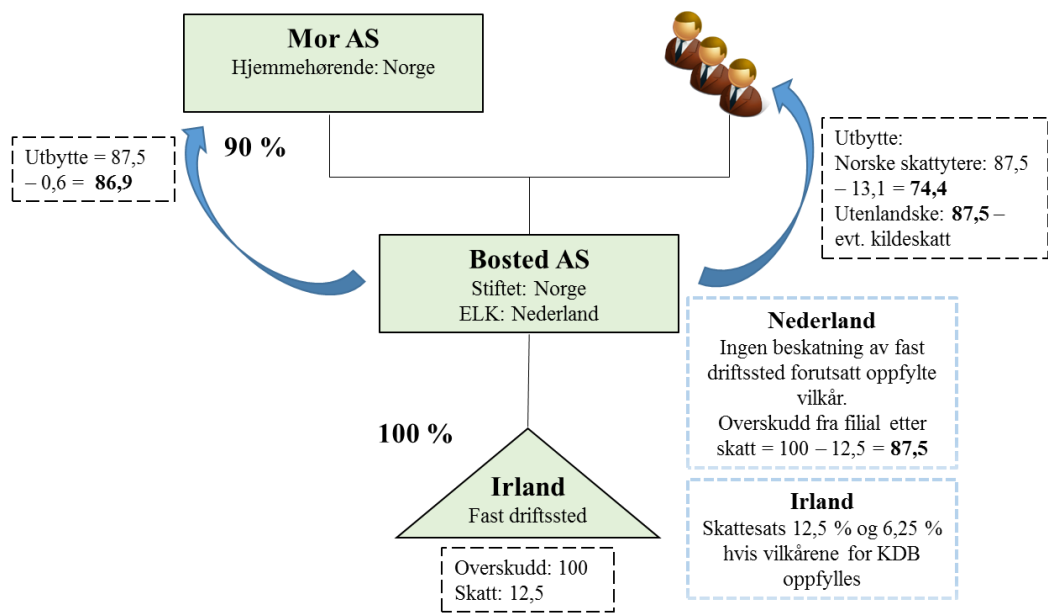 Mor AS
Hjemmehørende: Norge
90 %
Utbytte = 87,5
– 0,6 = 86,9
Utbytte:
Norske skattytere: 87,5
– 13,1 = 74,4
Utenlandske: 87,5 –
evt. kildeskatt
Bosted AS
Stiftet: Norge
ELK: Nederland
Nederland
Ingen beskatning av fast
driftssted forutsatt oppfylte
vilkår.
Overskudd fra filial etter
skatt = 100 – 12,5 = 87,5
100 %
Irland
Fast driftssted
Irland
Skattesats 12,5 % og 6,25 %
hvis vilkårene for KDB
oppfylles
Overskudd: 100
Skatt: 12,5